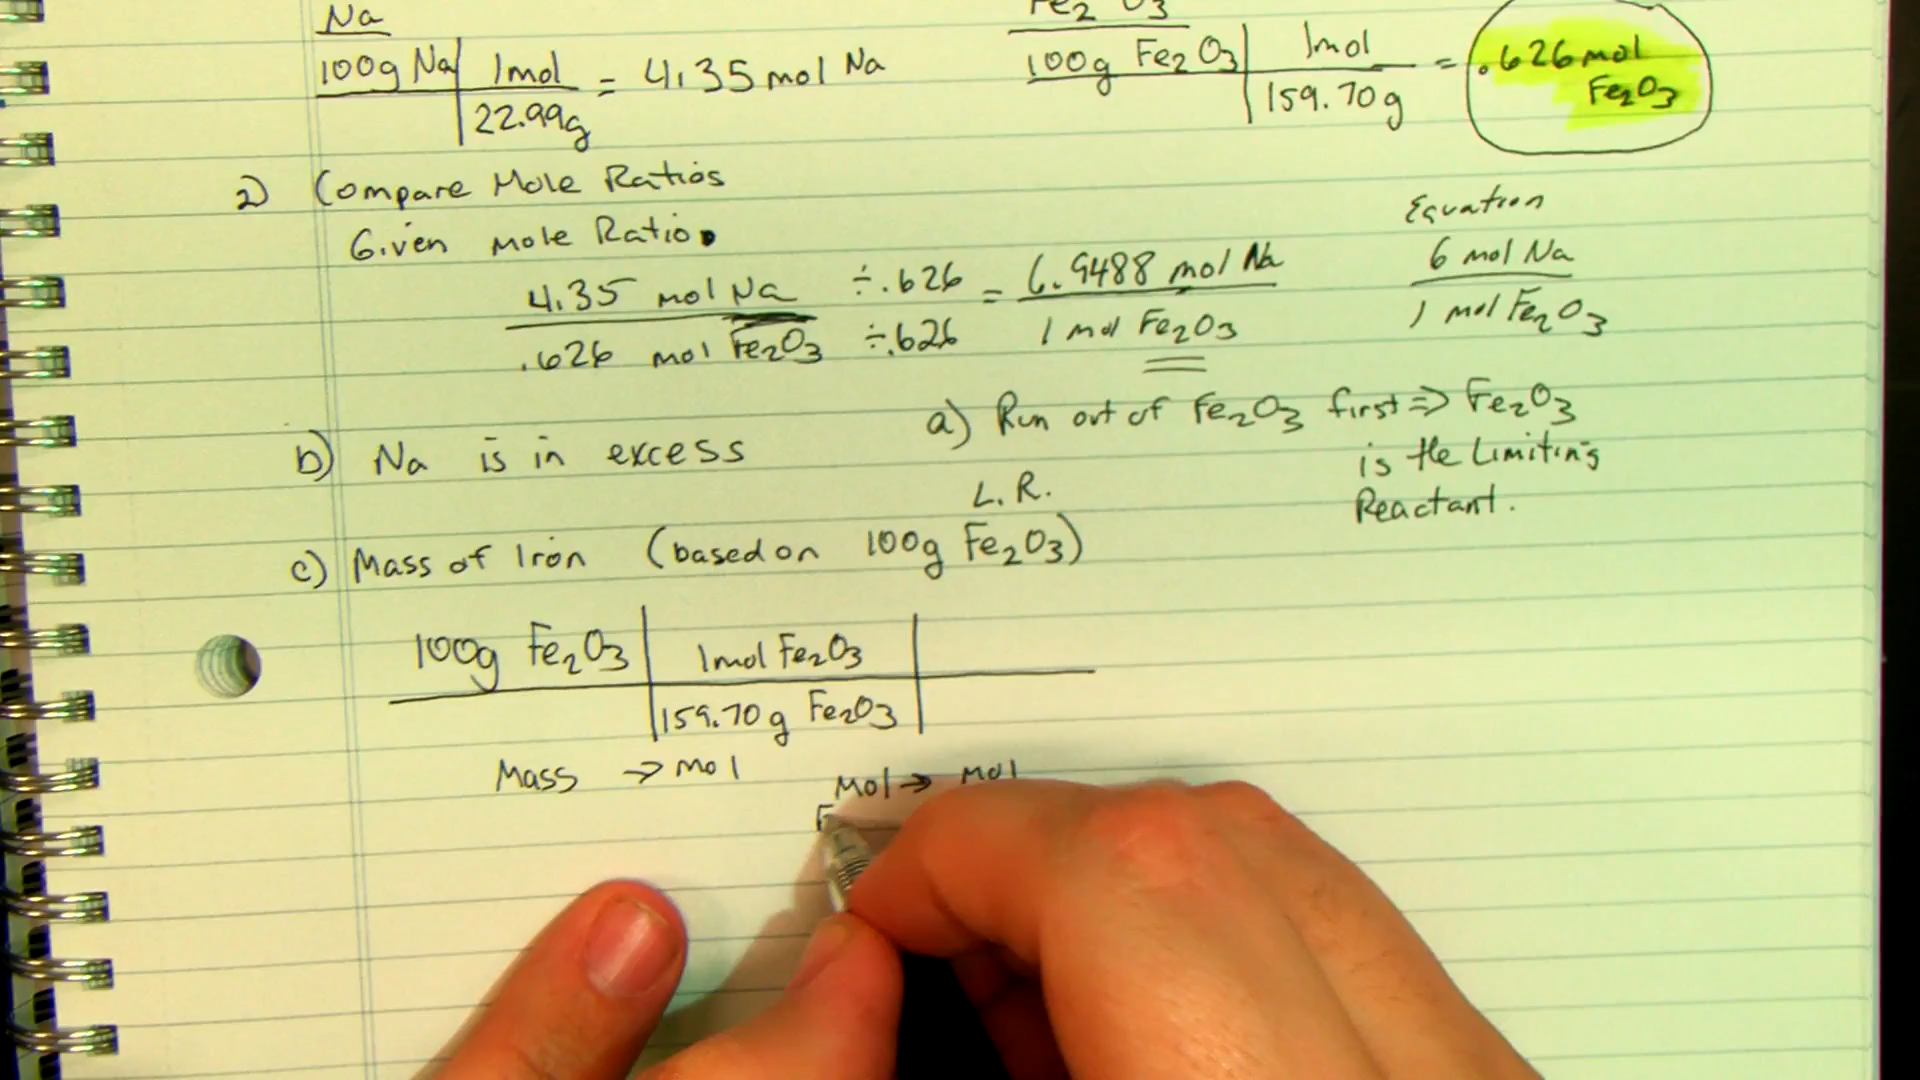 Na
Fe2 O3
100g Na | 1mol = 4.35 mol Na
22.99g
100g Fe2O3 | 1mol = .626 mol Fe2O3
159.70g
2) Compare Mole Ratios
Given Mole Ratio
4.35 mol Na ÷ .626 = 6.9488 mol Na
.626 mol Fe2O3 ÷ .626 1 mol Fe2O3
Equation
6 mol Na
1 mol Fe2O3
a) Run out of Fe2O3 first => Fe2O3
is the Limiting
Reactant.
b) Na is in excess
L.R.
c) Mass of Iron (based on 100g Fe2O3)
100g Fe2O3 | 1mol Fe2O3
159.70g Fe2O3
Mass → mol
Mol → mol
F